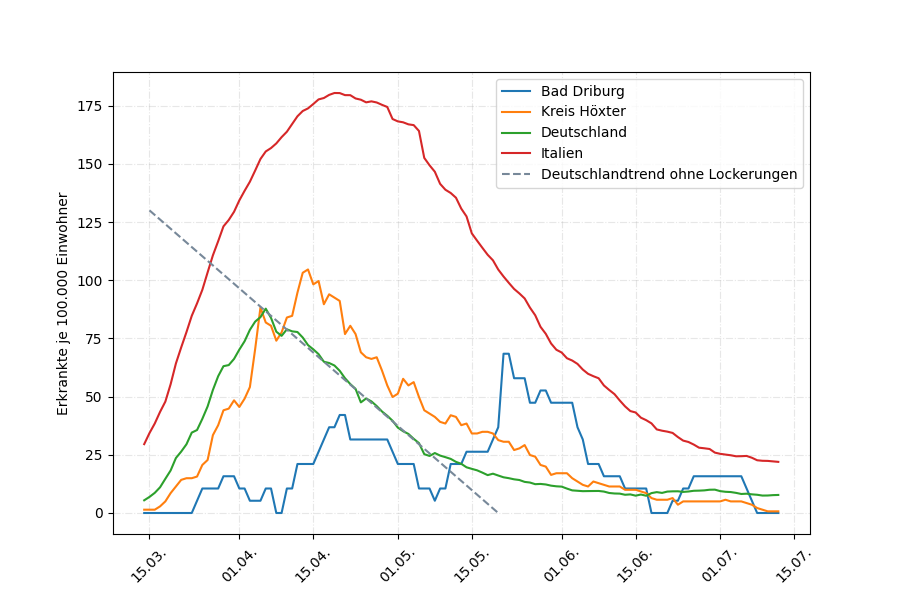 Bad Driburg
Kreis Höxter
Deutschland
Italien
Deutschlandtrend ohne Lockerungen
Erkrankte je 100.000 Einwohner
175
150
125
100
75
50
25
0
15.03.
01.04.
15.04.
01.05.
15.05.
01.06.
15.06.
01.07.
15.07.